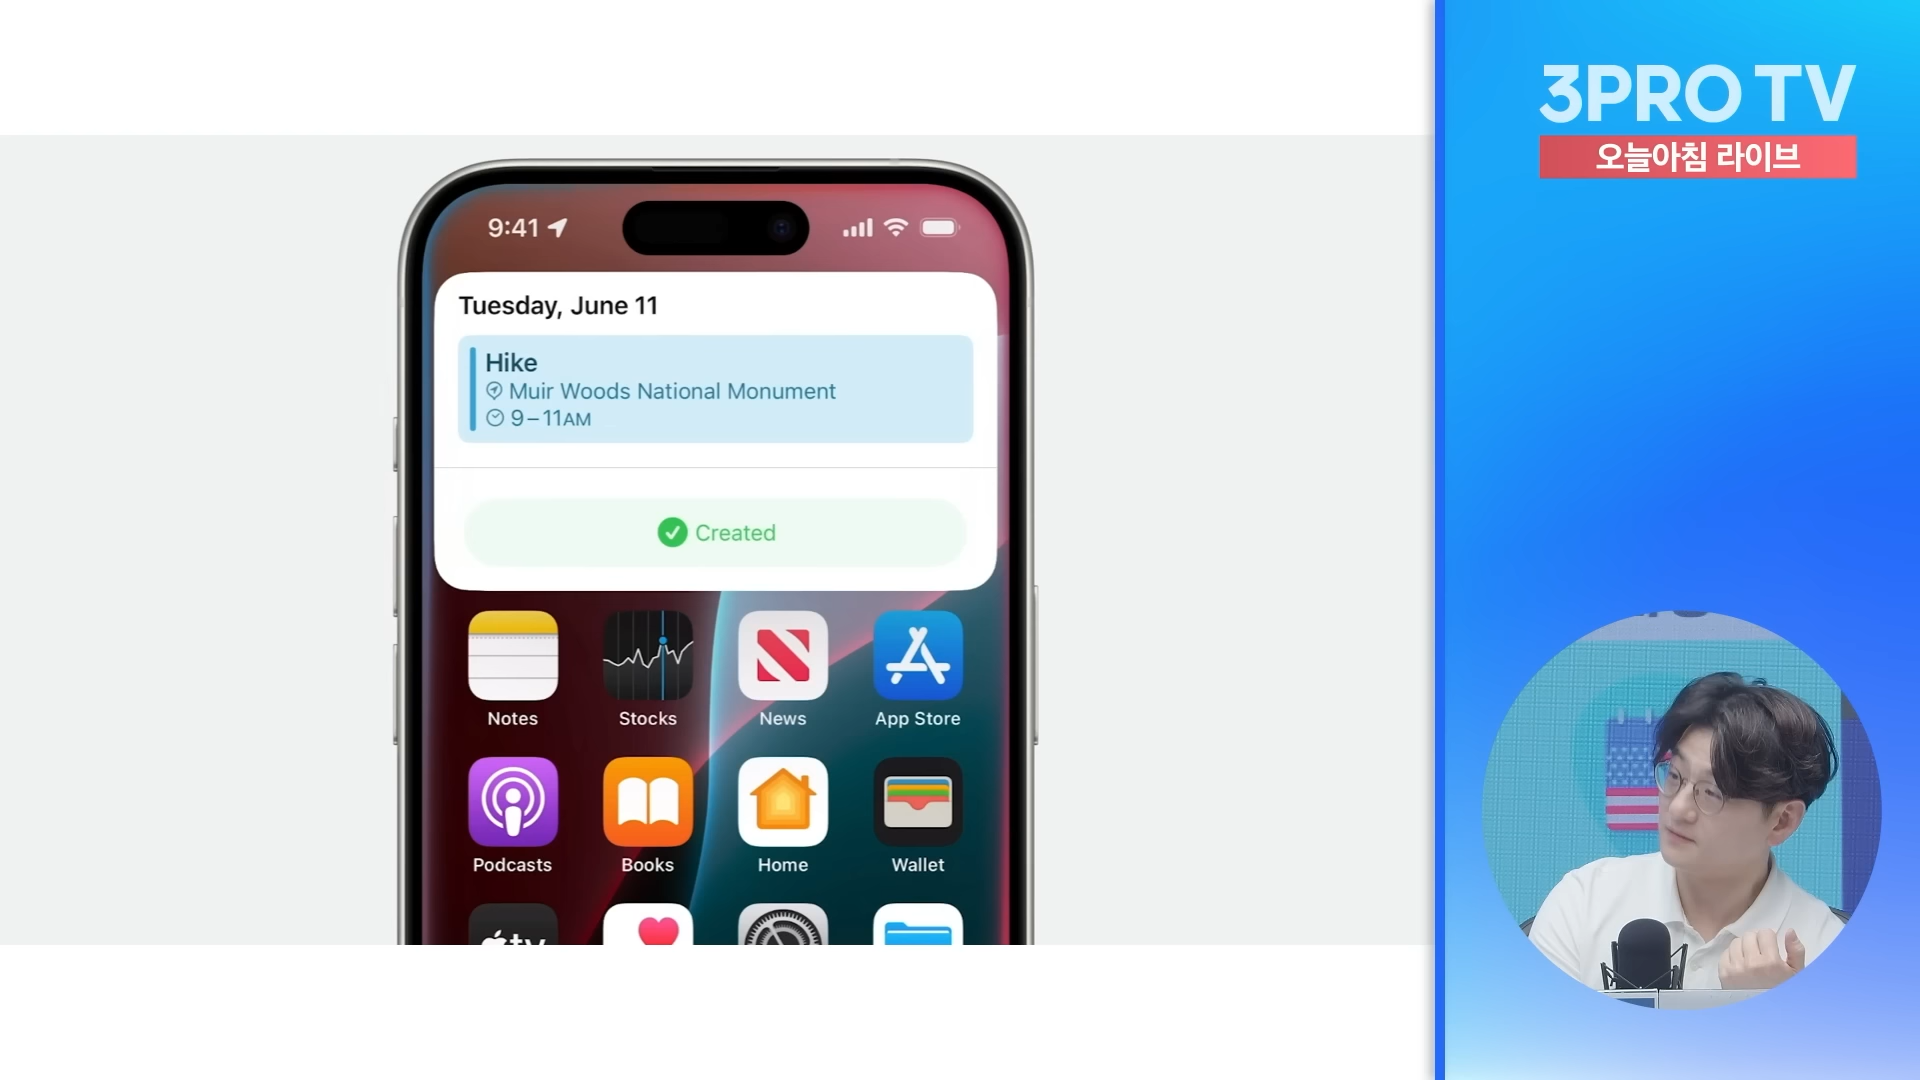 3PRO TV
오늘아침 라이브
9:41
Tuesday, June 11
Hike
Muir Woods National Monument
9–11AM
Created
Notes Stocks News App Store
Podcasts Books Home Wallet
tv